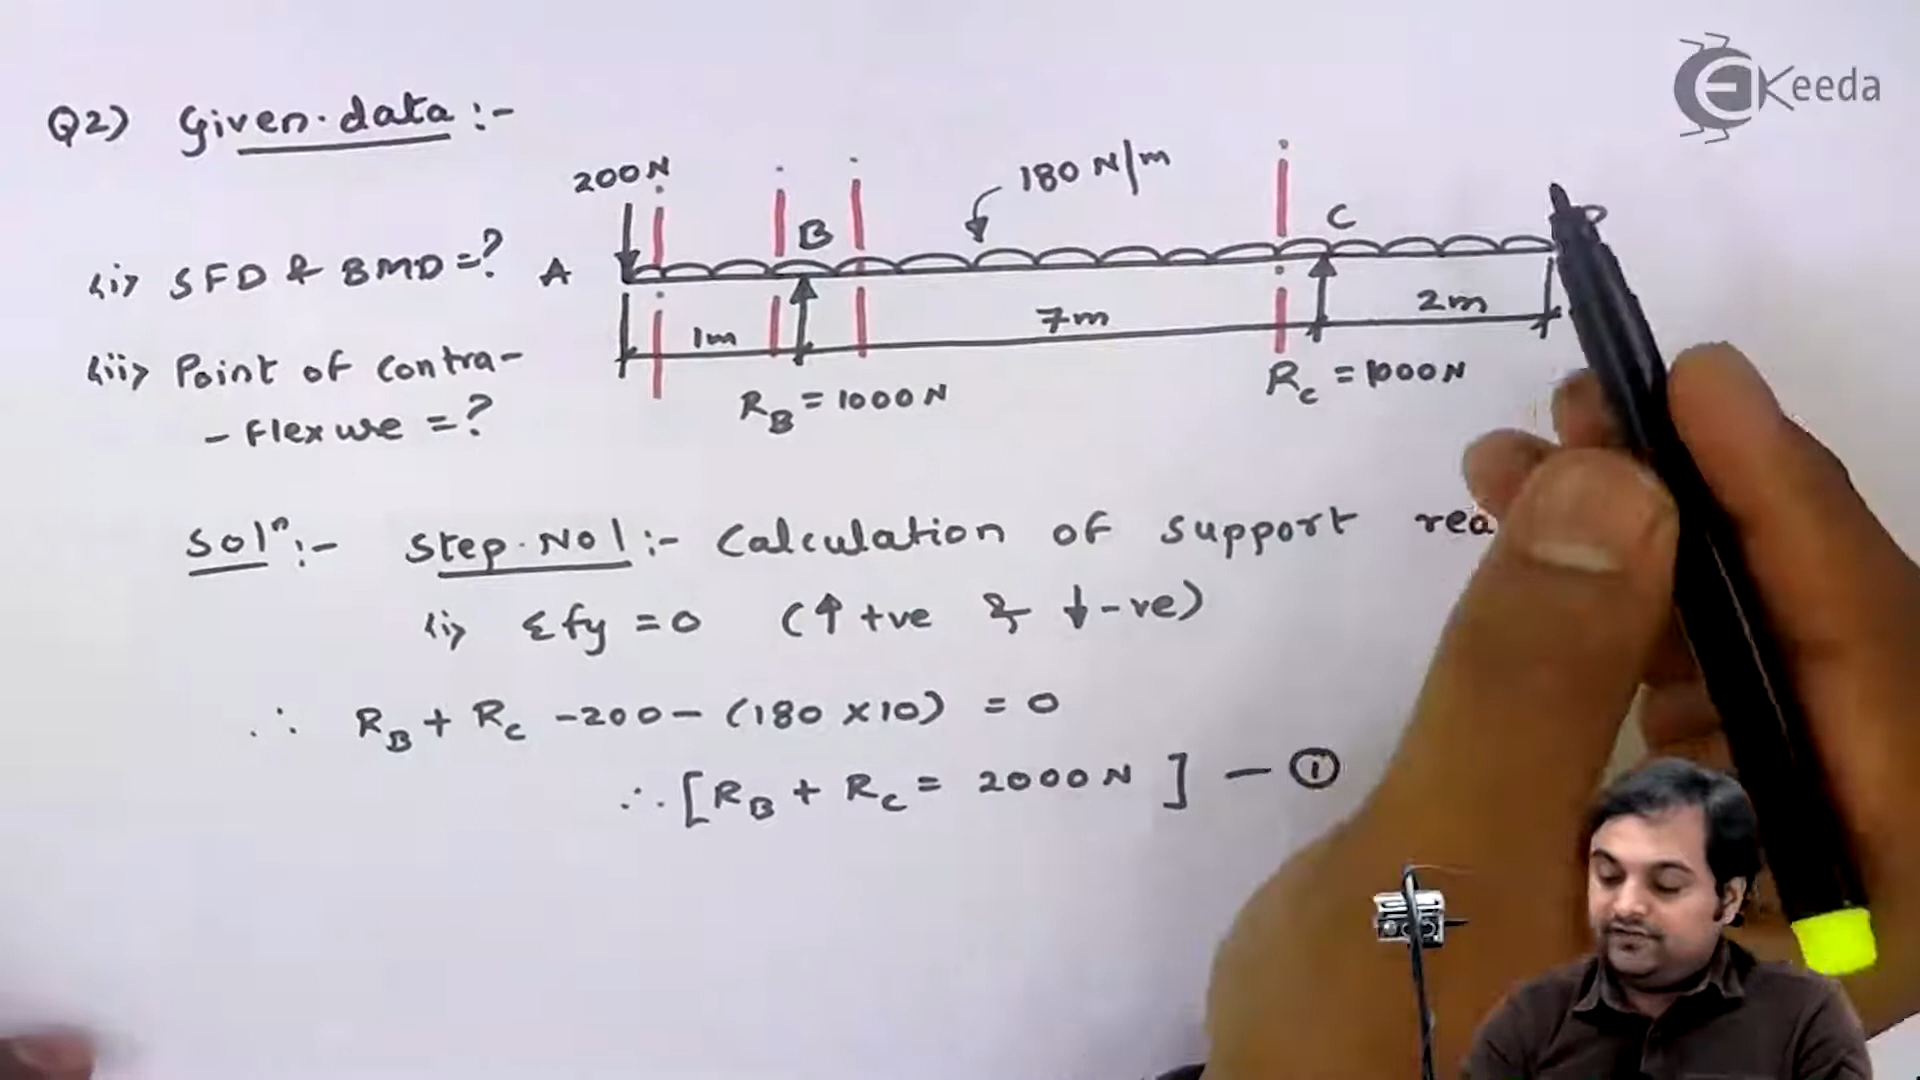 EKeeda
Q2) Given data :-
200N
180 N/m
(i) SFD & BMD = ?
A
B
C
1m
7m
2m
(ii) Point of contra-
- flexure = ?
RB = 1000 N
Rc = 1000 N
Solⁿ :- Step. No 1 :- Calculation of support rea
(i) Σfy = 0 (↑ +ve & ↓ -ve)
∴ RB + Rc - 200 - (180 × 10) = 0
∴ [RB + Rc = 2000 N] — ①